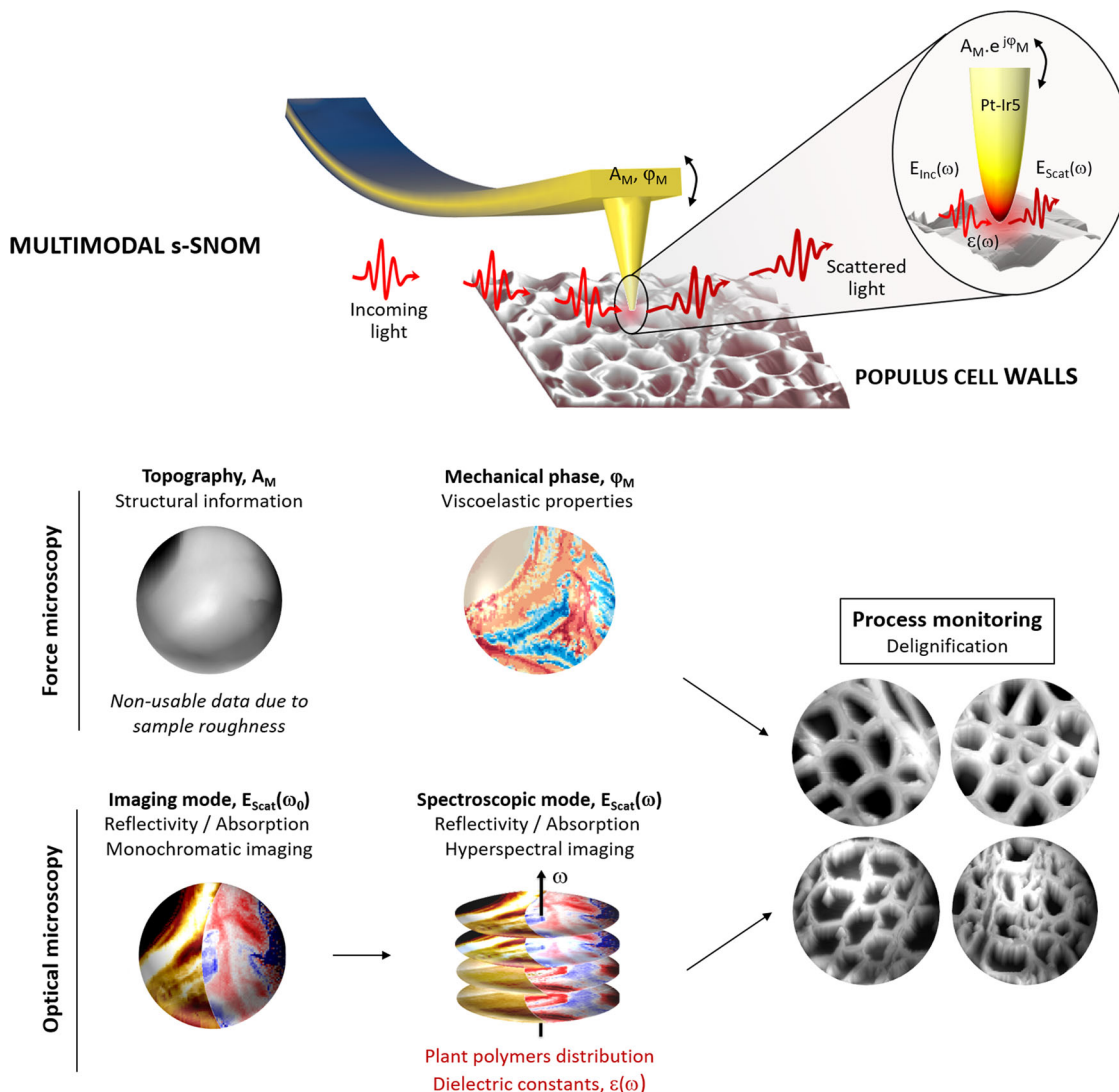 A_M.e^jφ_M
Pt-Ir5
E_Inc(ω)
E_Scat(ω)
ε(ω)
A_M, φ_M
MULTIMODAL s-SNOM
Incoming
light
Scattered
light
POPULUS CELL WALLS
Force microscopy
Topography, A_M
Structural information
Non-usable data due to
sample roughness
Mechanical phase, φ_M
Viscoelastic properties
Process monitoring
Delignification
Optical microscopy
Imaging mode, E_Scat(ω_0)
Reflectivity / Absorption
Monochromatic imaging
Spectroscopic mode, E_Scat(ω)
Reflectivity / Absorption
Hyperspectral imaging
ω
Plant polymers distribution
Dielectric constants, ε(ω)